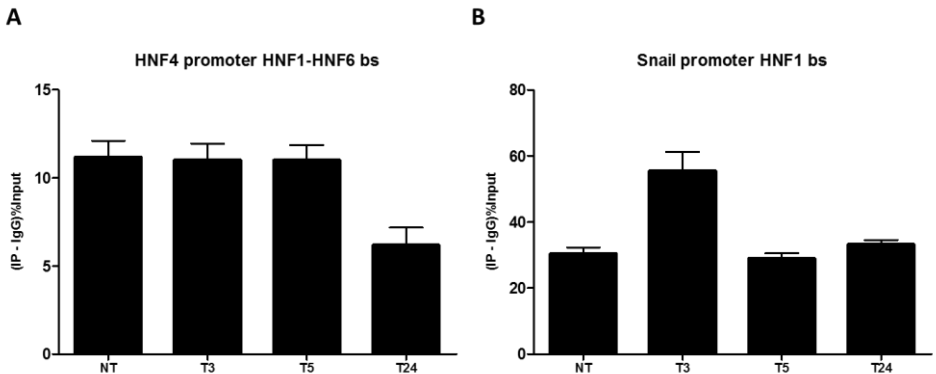 A
HNF4 promoter HNF1-HNF6 bs
(IP - IgG)%Input
15
10
5
0
NT T3 T5 T24
B
Snail promoter HNF1 bs
(IP - IgG)%Input
80
60
40
20
0
NT T3 T5 T24